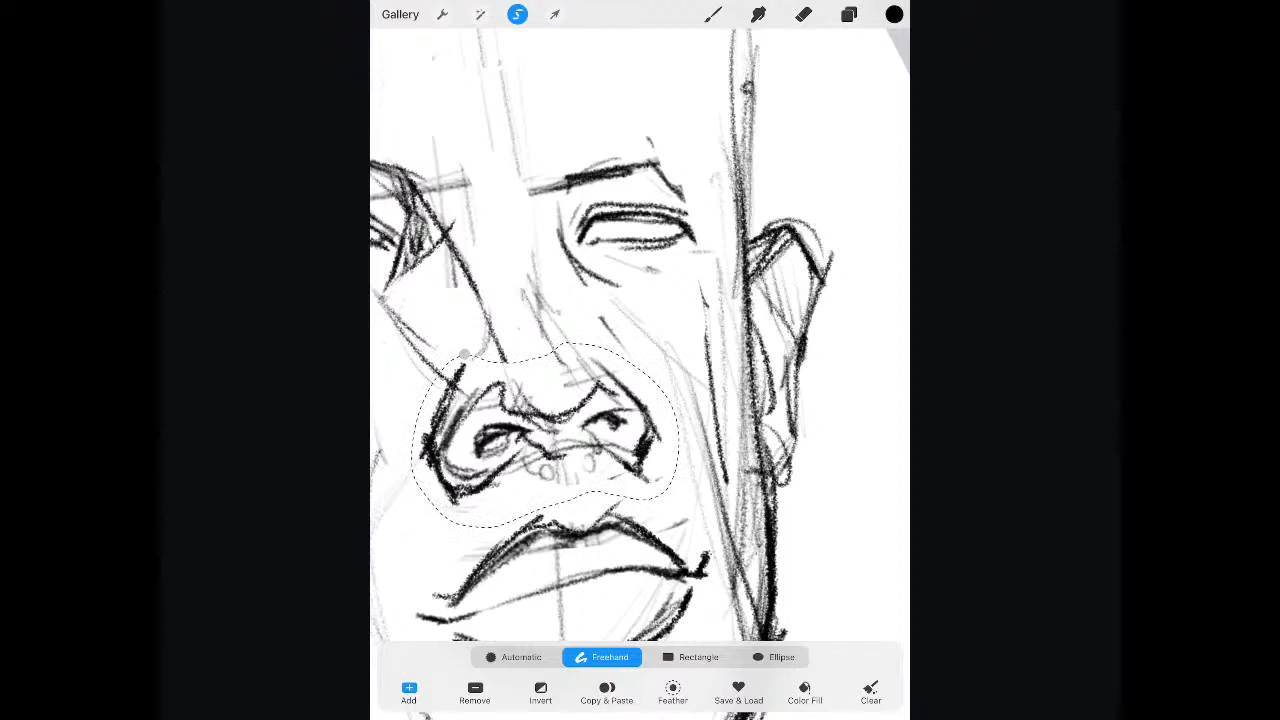 Gallery
Automatic Freehand Rectangle Ellipse
Add Remove Invert Copy & Paste Feather Save & Load Color Fill Clear